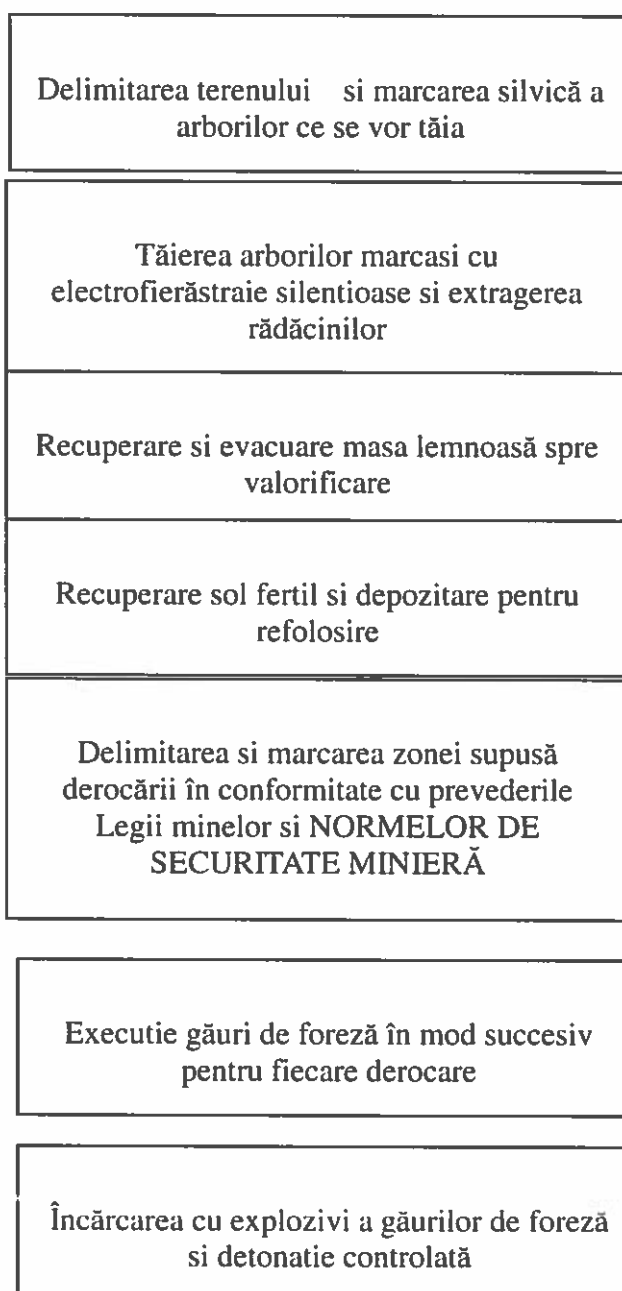 Delimitarea terenului si marcarea silvică a
arborilor ce se vor tăia
Tăierea arborilor marcasi cu
electrofierăstraie silentioase si extragerea
rădăcinilor
Recuperare si evacuare masa lemnoasă spre
valorificare
Recuperare sol fertil si depozitare pentru
refolosire
Delimitarea si marcarea zonei supusă
derocării în conformitate cu prevederile
Legii minelor si NORMELOR DE
SECURITATE MINIERĂ
Executie găuri de foreză în mod succesiv
pentru fiecare derocare
Încărcarea cu explozivi a găurilor de foreză
si detonatie controlată